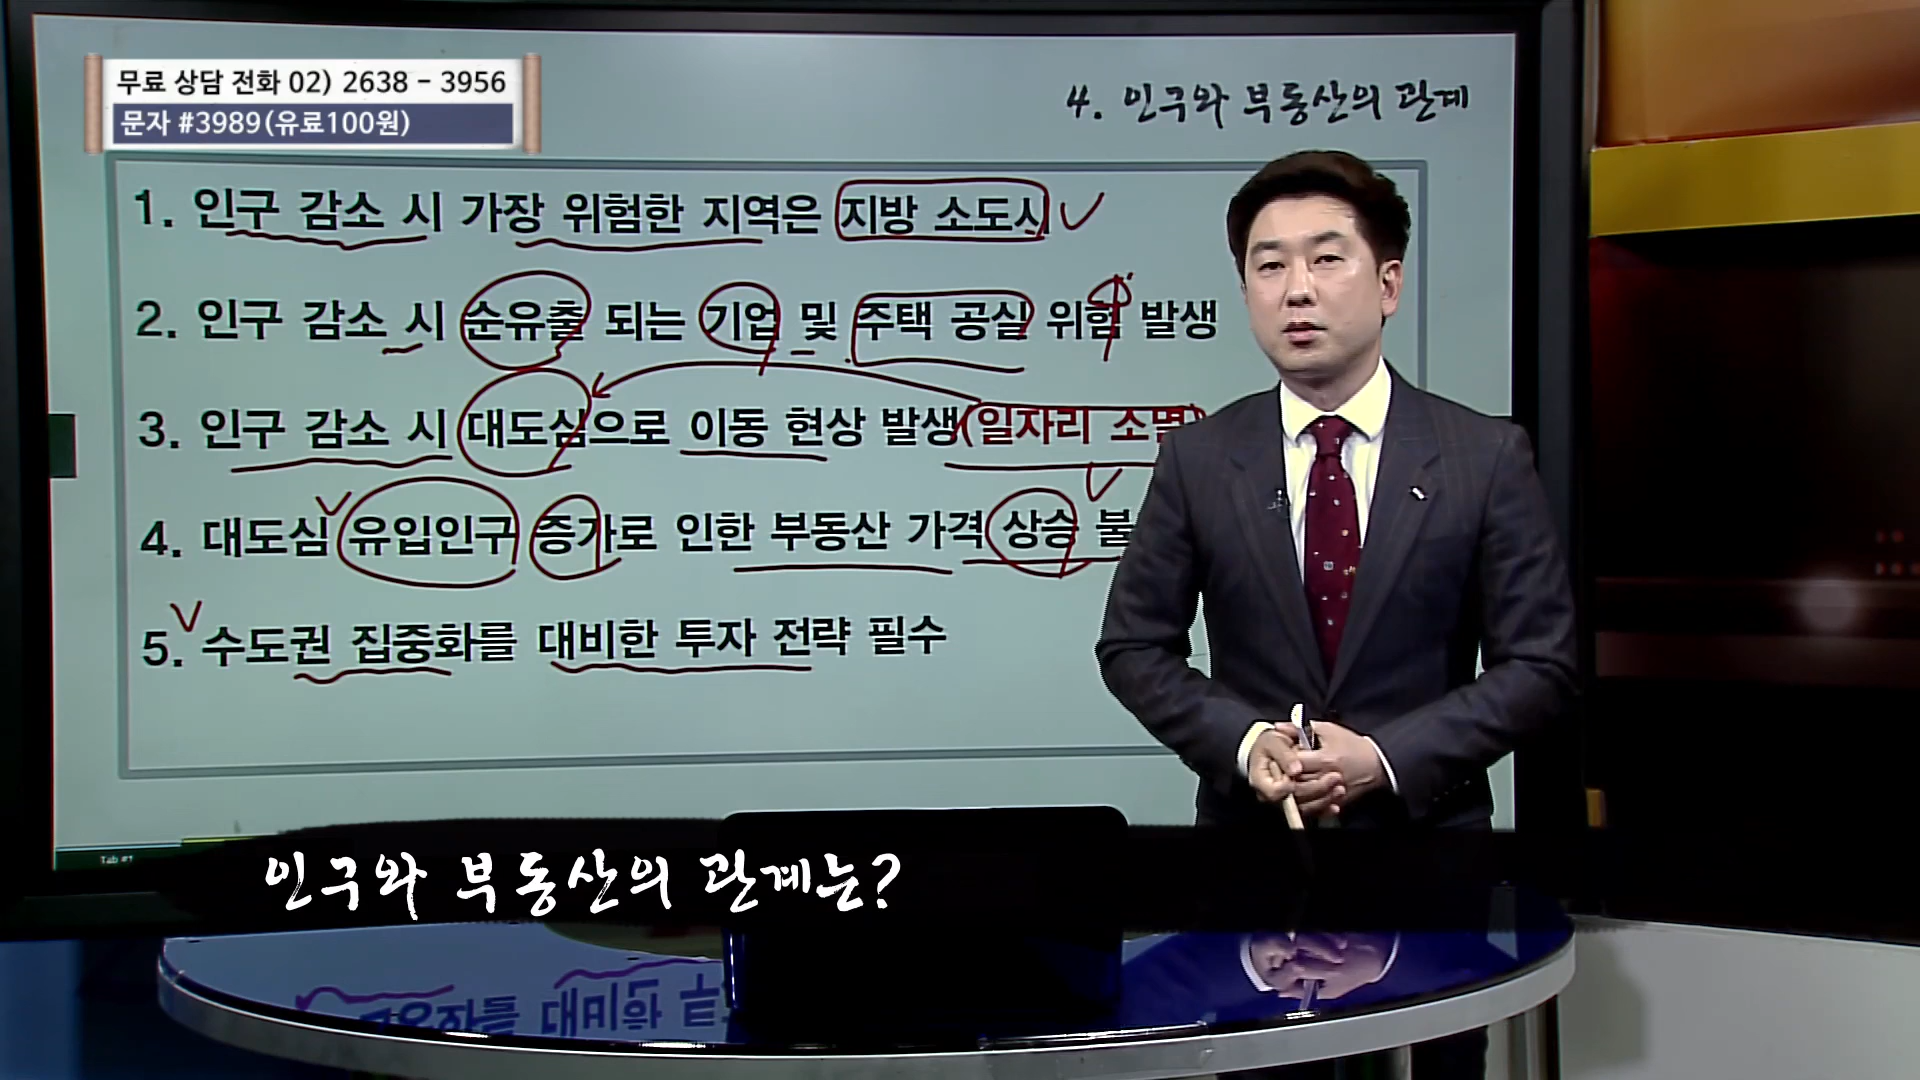 무료 상담 전화 02) 2638 - 3956
문자 #3989(유료100원)
4. 인구와 부동산의 관계
1. 인구 감소 시 가장 위험한 지역은 지방 소도시
2. 인구 감소 시 순유출 되는 기업 및 주택 공실 위험 발생
3. 인구 감소 시 대도심으로 이동 현상 발생(일자리 소멸)
4. 대도심 유입인구 증가로 인한 부동산 가격 상승
5. 수도권 집중화를 대비한 투자 전략 필수
Tab #1
인구와 부동산의 관계는?